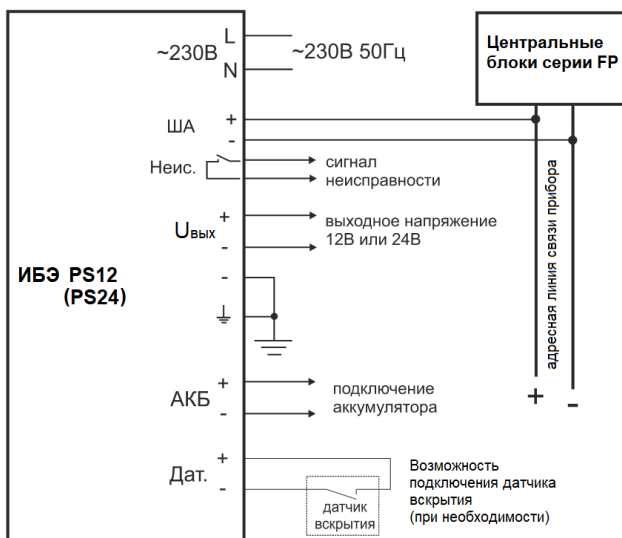 L
~230В
~230В 50Гц
N
Центральные
блоки серии FP
ША
+
-
Неис.
сигнал
неисправности
Uвых
+
-
выходное напряжение
12В или 24В
ИБЭ PS12
(PS24)
-
адресная линия связи прибора
+
-
АКБ
+
-
подключение
аккумулятора
Дат.
+
-
датчик
вскрытия
Возможность
подключения датчика
вскрытия
(при необходимости)